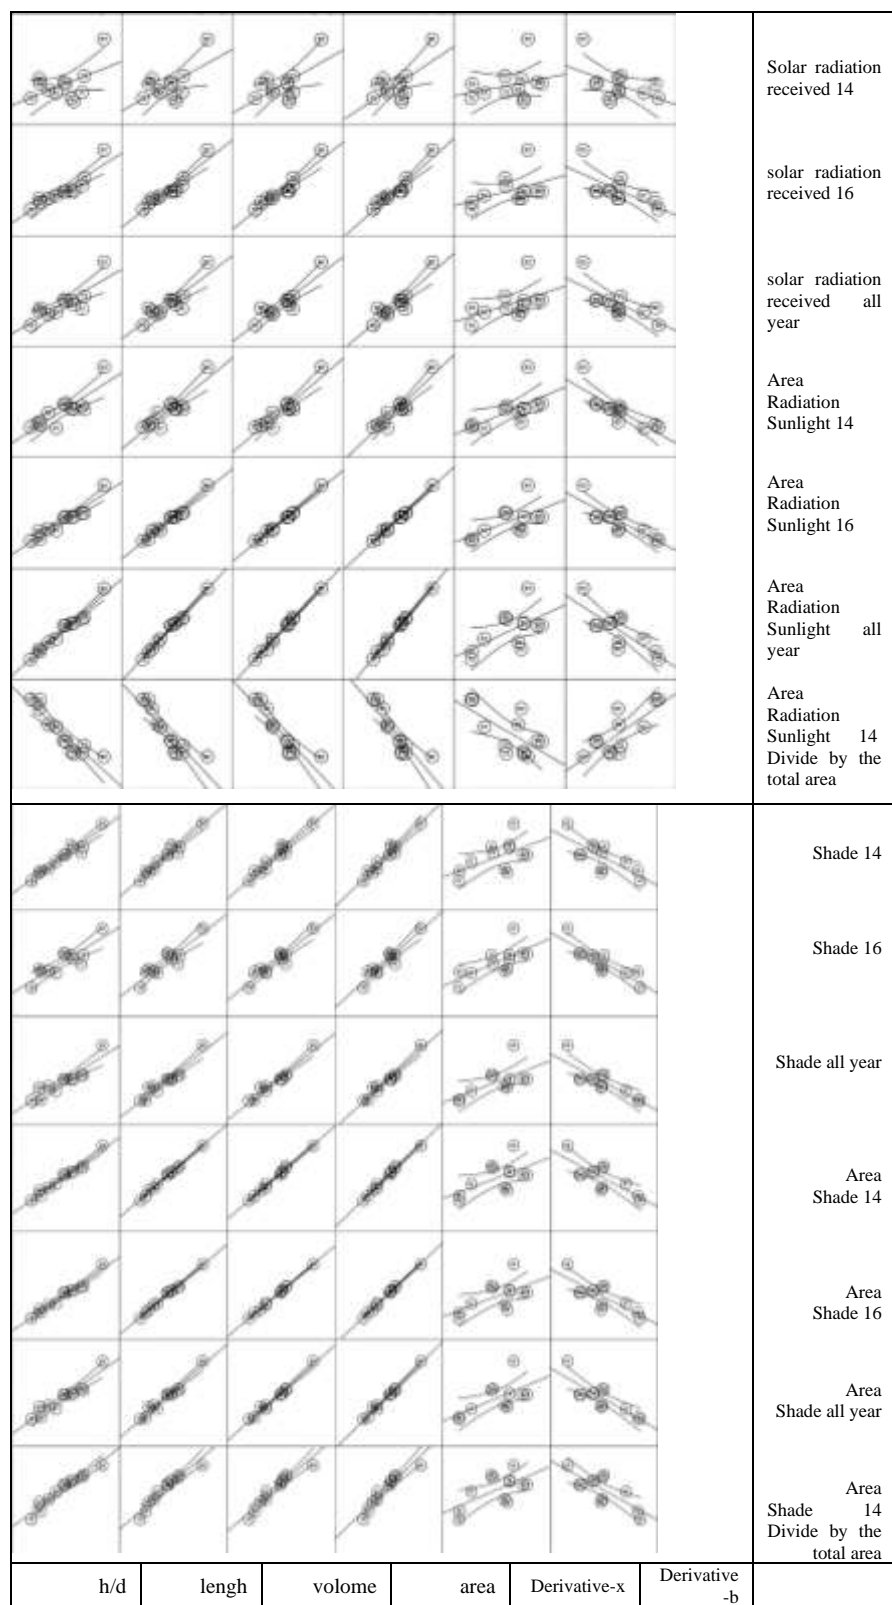 Solar radiation
received 14
solar radiation
received 16
solar radiation
received all
year
Area
Radiation
Sunlight 14
Area
Radiation
Sunlight 16
Area
Radiation
Sunlight all
year
Area
Radiation
Sunlight 14
Divide by the
total area
Shade 14
Shade 16
Shade all year
Area
Shade 14
Area
Shade 16
Area
Shade all year
Area
Shade 14
Divide by the
total area
h/d lengh volome area Derivative-x Derivative
-b